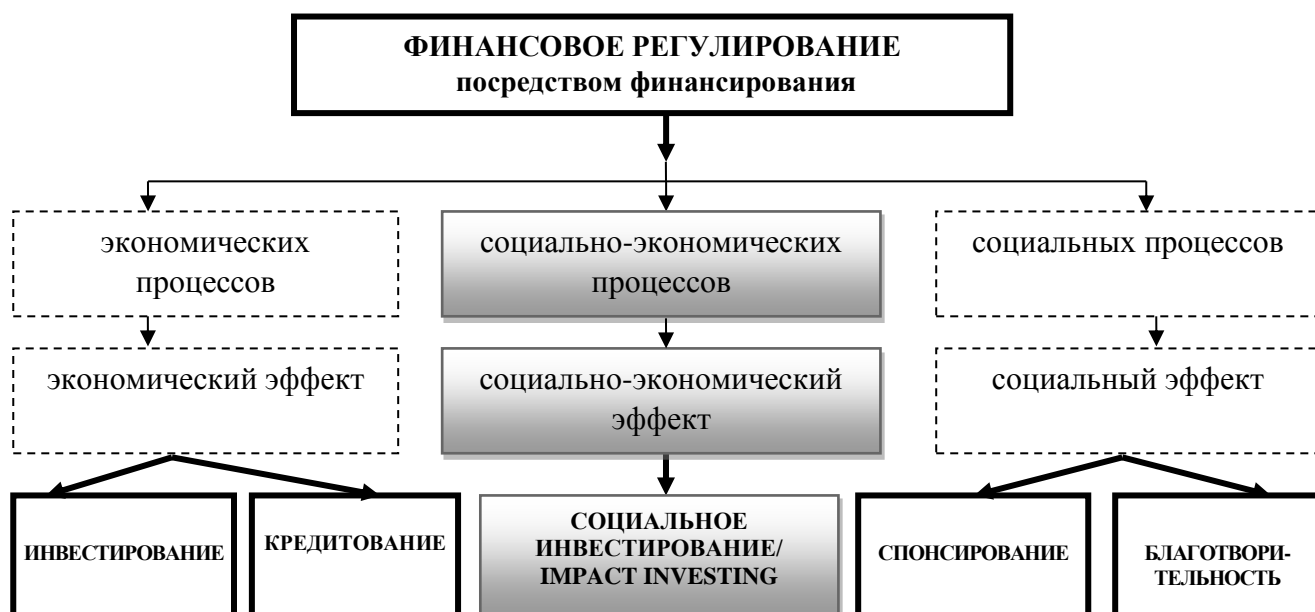 ФИНАНСОВОЕ РЕГУЛИРОВАНИЕ
посредством финансирования
экономических
процессов
социально-экономических
процессов
социальных процессов
экономический эффект
социально-экономический
эффект
социальный эффект
ИНВЕСТИРОВАНИЕ
КРЕДИТОВАНИЕ
СОЦИАЛЬНОЕ
ИНВЕСТИРОВАНИЕ/
IMPACT INVESTING
СПОНСИРОВАНИЕ
БЛАГОТВОРИ-
ТЕЛЬНОСТЬ